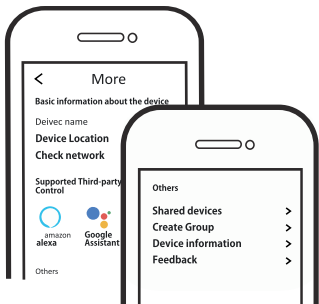 More
Basic information about the device
Deivec name
Device Location
Check network
Supported Third-party
Control
amazon
alexa
Google
Assistant
Others
Others
Shared devices
Create Group
Device information
Feedback